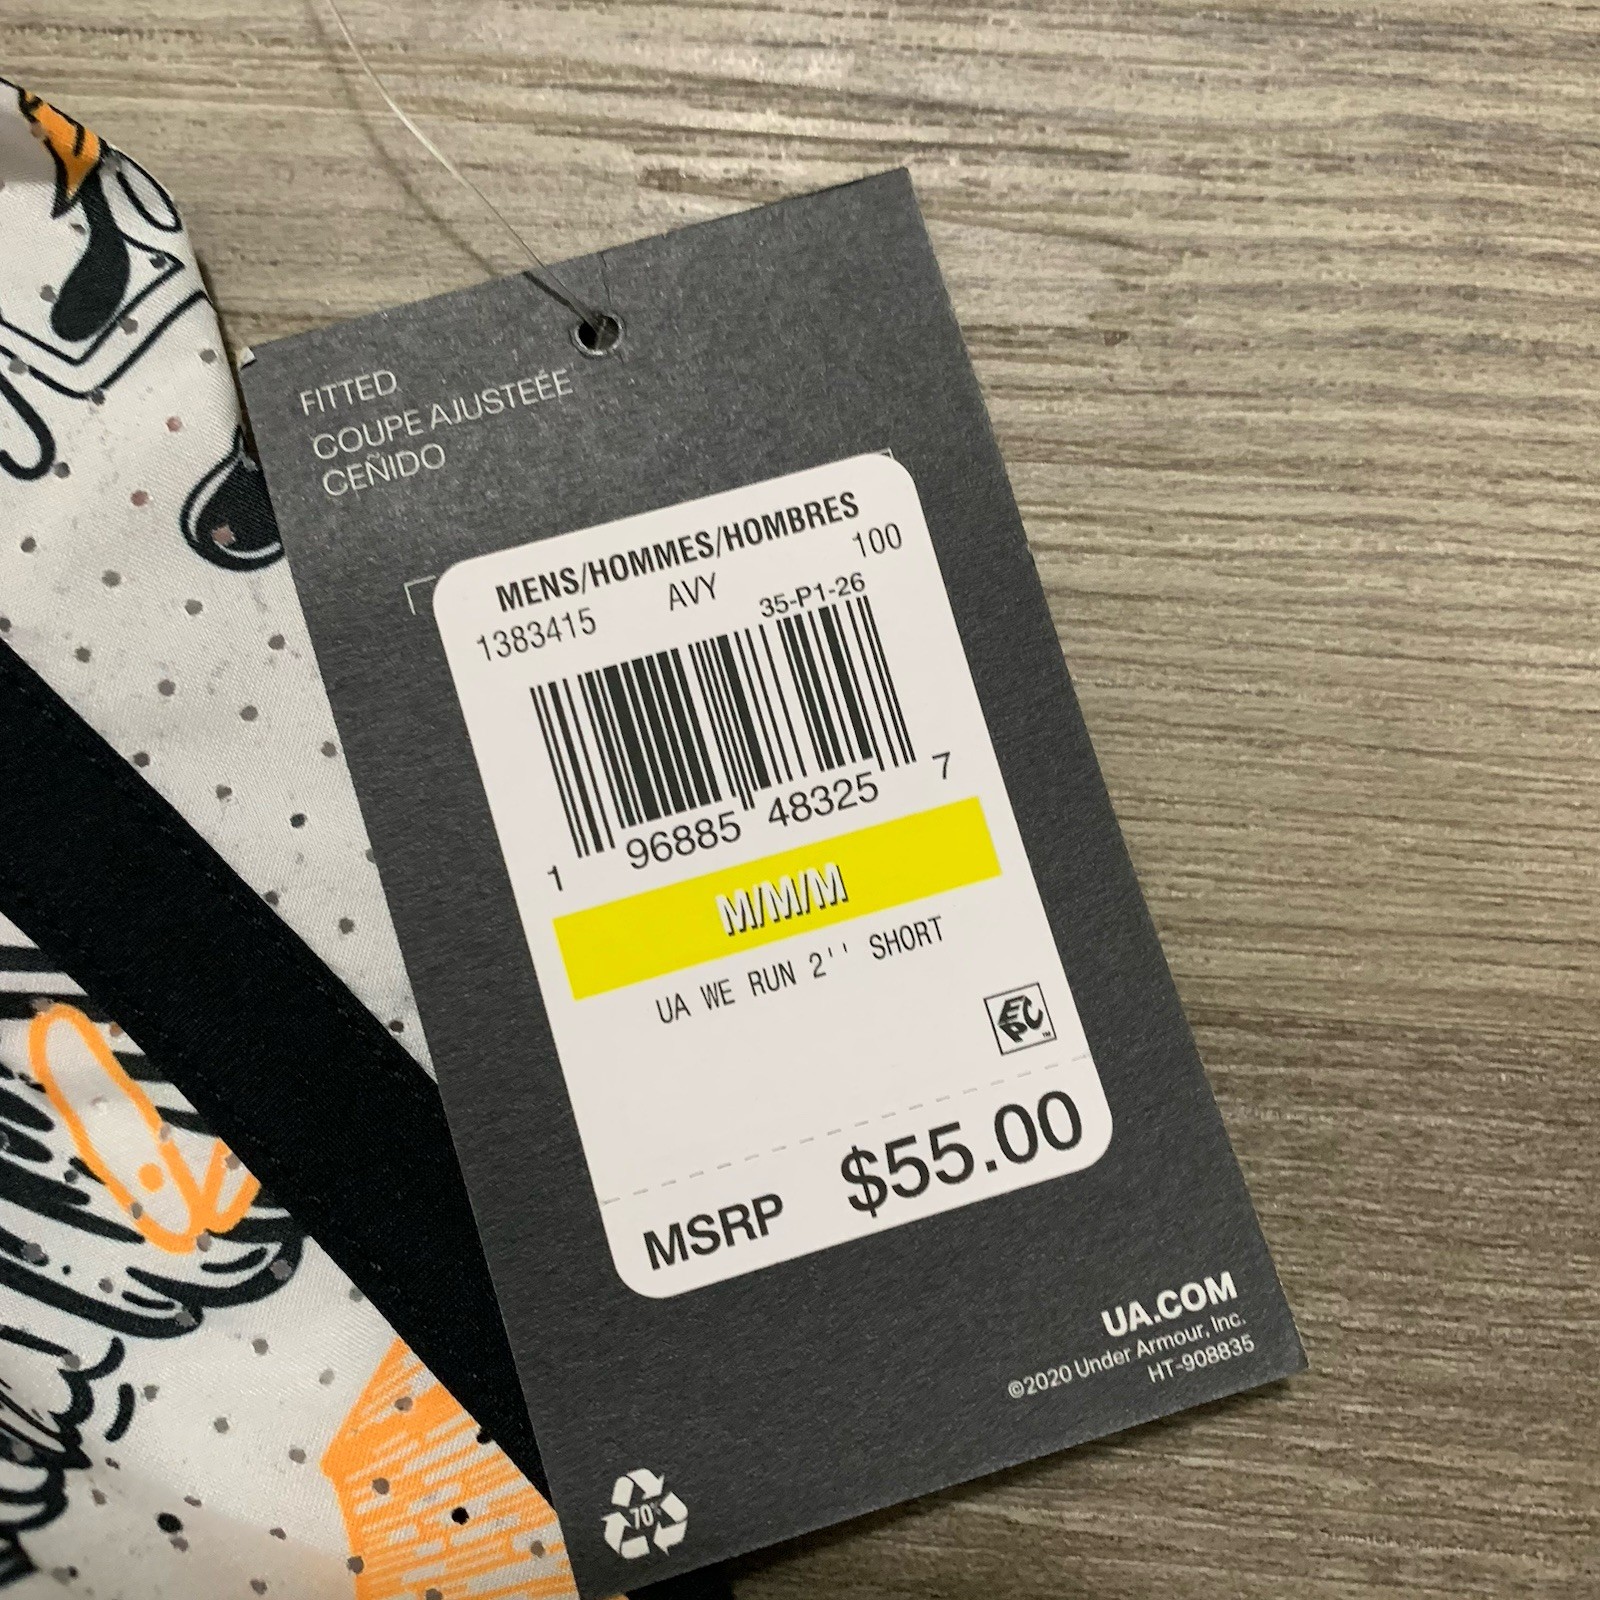 FITTED
COUPE AJUSTEÉE
CEÑIDO
MENS/HOMMES/HOMBRES
1383415 AVY 100
35-P1-26
1 96885 48325 7
M/M/M
UA WE RUN 2'' SHORT
EPC
MSRP $55.00
UA.COM
©2020 Under Armour, Inc.
HT-908835
70%